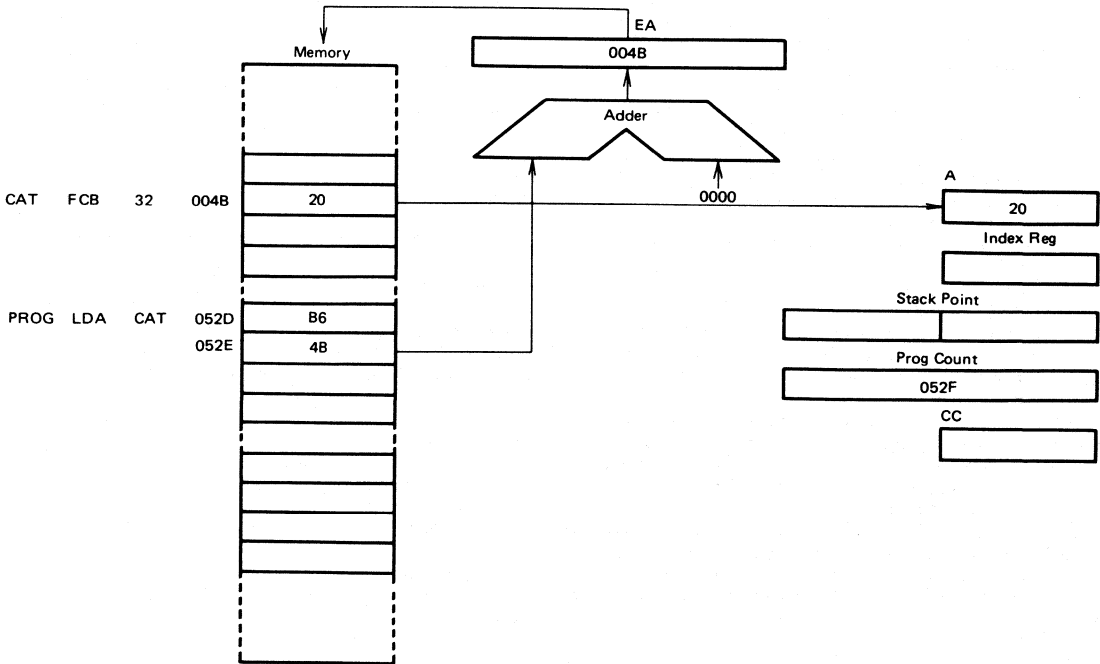 EA
004B
Memory
Adder
0000
CAT FCB 32 004B 20
A
20
Index Reg
Stack Point
PROG LDA CAT 052D B6
052E 4B
Prog Count
052F
CC